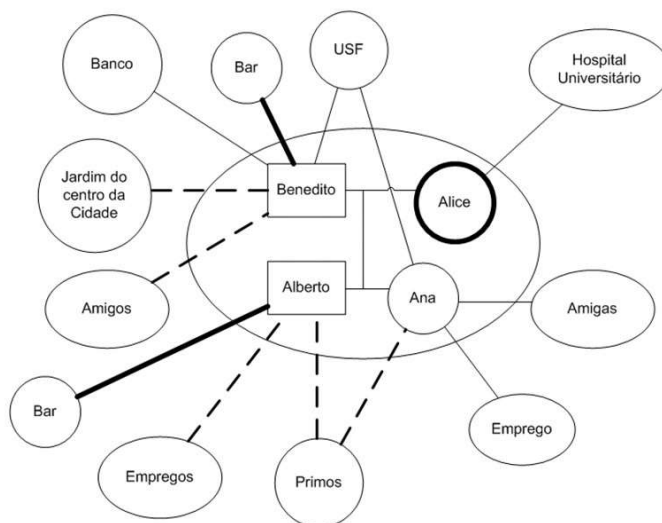 Banco
Bar
USF
Hospital
Universitário
Jardim do
centro da
Cidade
Benedito
Alice
Amigos
Alberto
Ana
Amigas
Bar
Emprego
Empregos
Primos